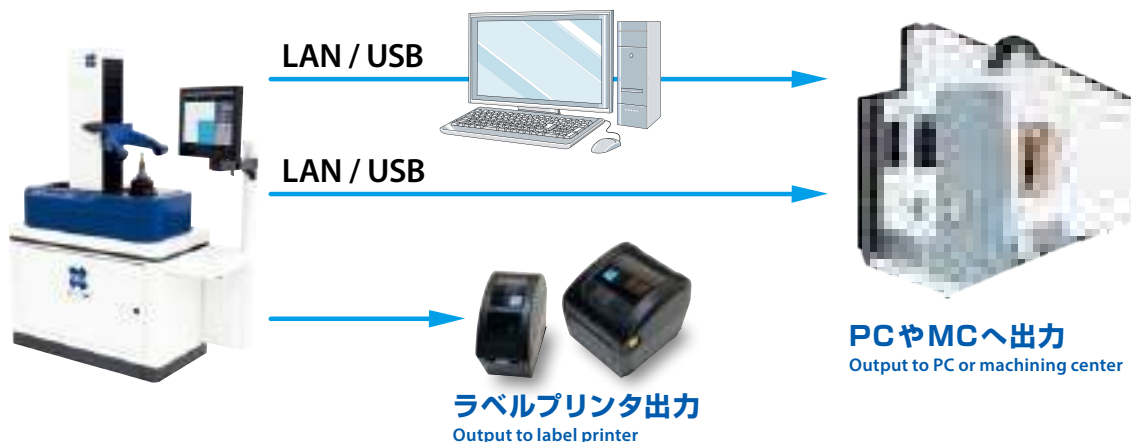 LAN / USB
LAN / USB
PCやMCへ出力
Output to PC or machining center
ラベルプリンタ出力
Output to label printer